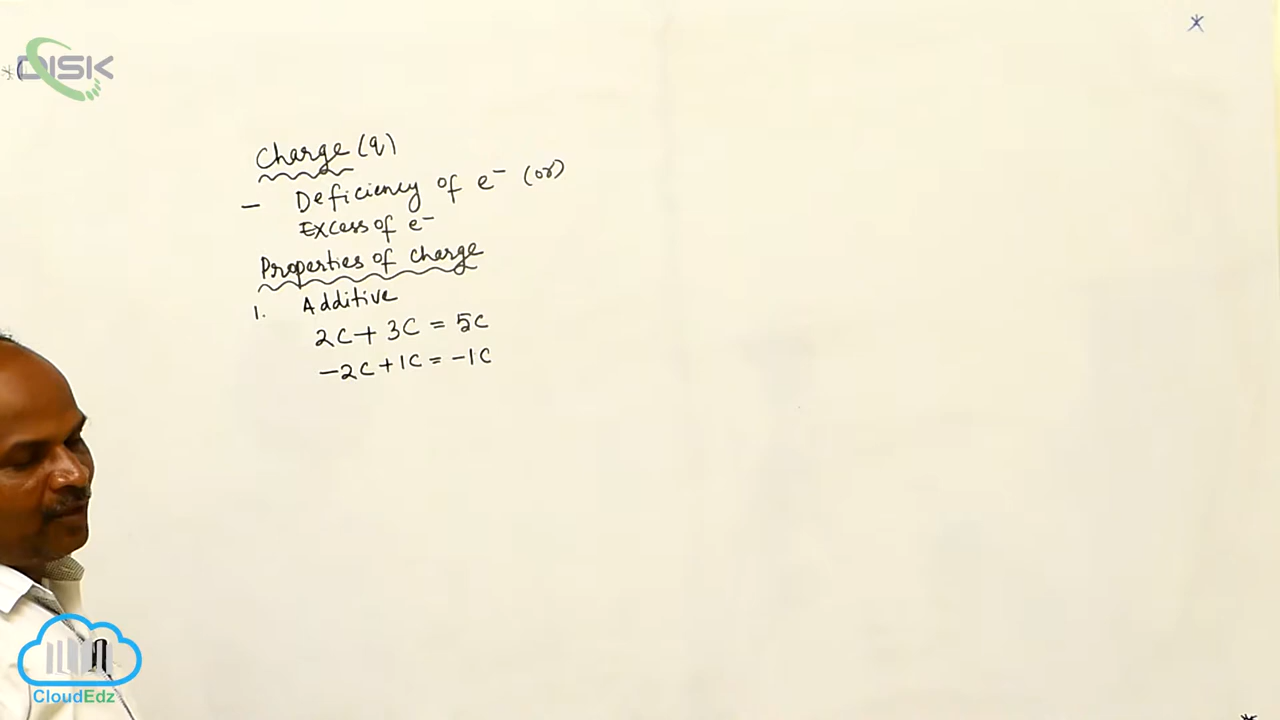 DISK
Charge (q)
- Deficiency of e⁻ (or)
Excess of e⁻
Properties of charge
1. Additive
2C + 3C = 5C
-2C + 1C = -1C
CloudEdz